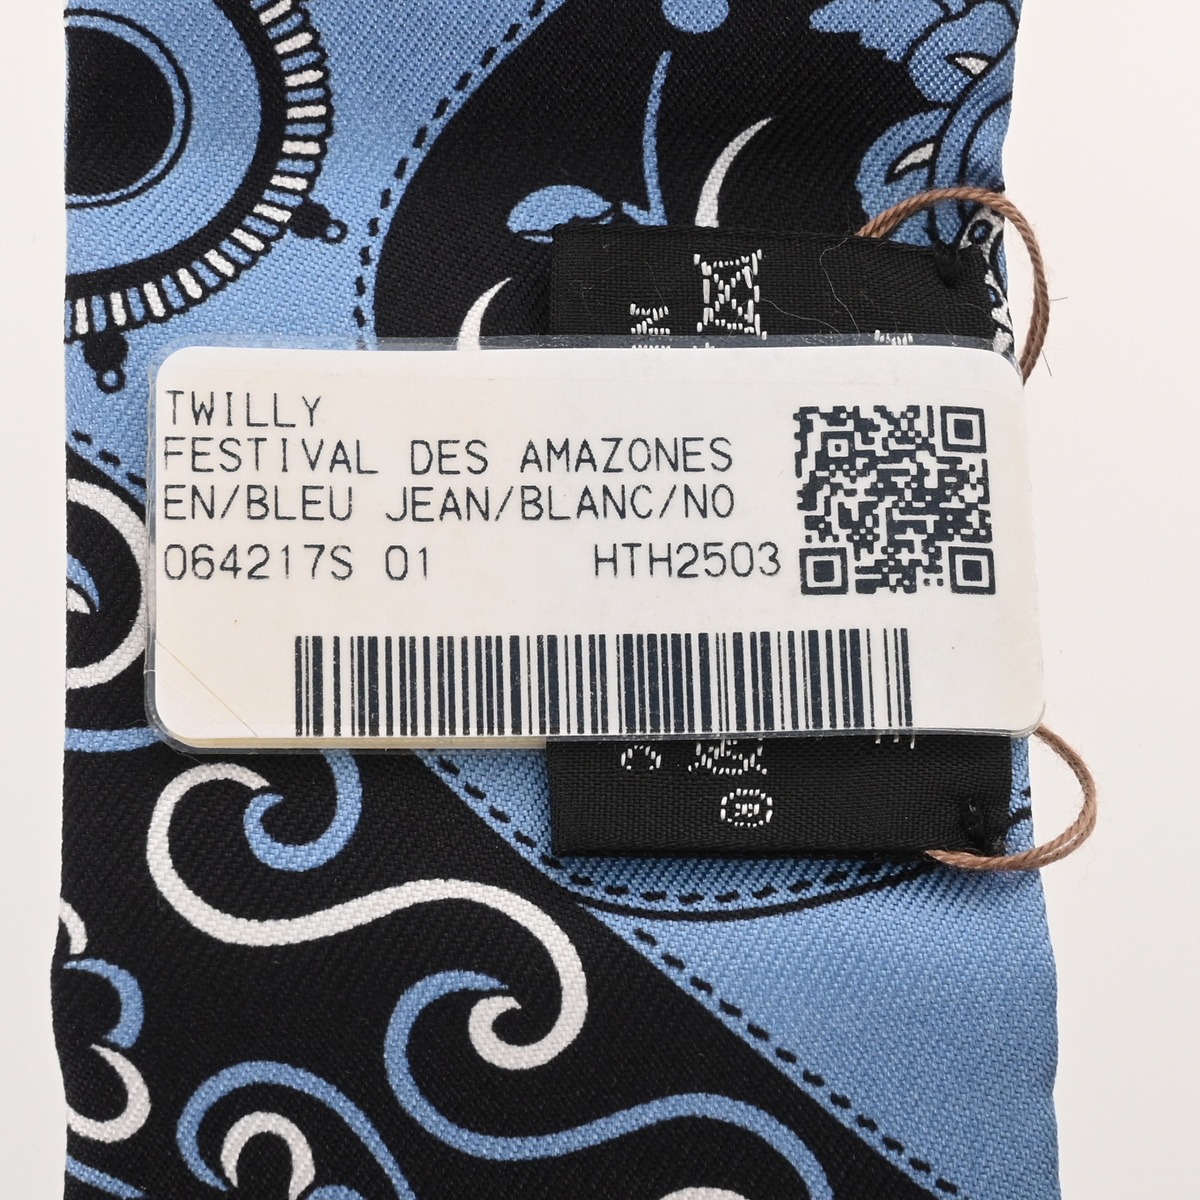 TWILLY
FESTIVAL DES AMAZONES
EN/BLEU JEAN/BLANC/NO
064217S 01 HTH2503